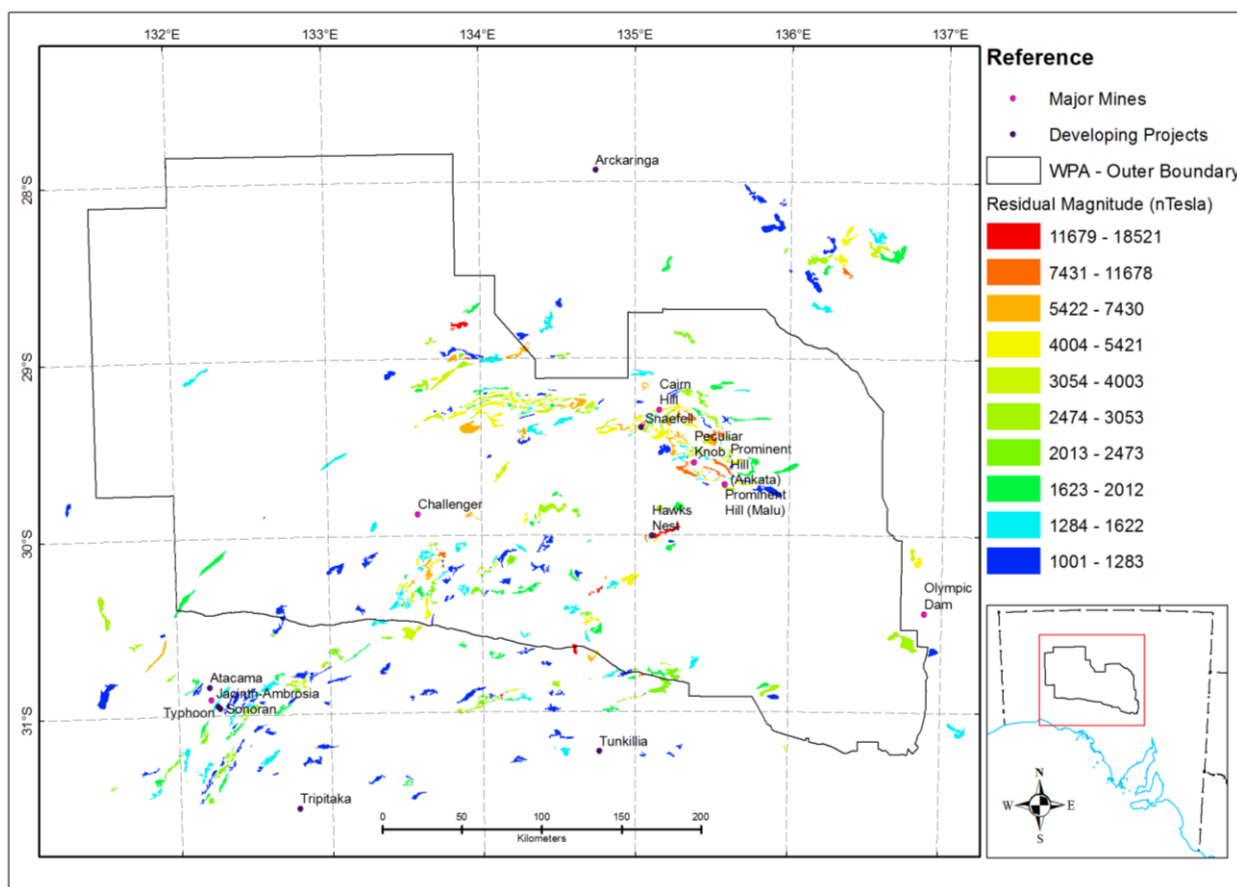 132°E
133°E
134°E
135°E
136°E
137°E
28°S
29°S
30°S
31°S
Arckaringa
Cairn
Hill
Snaefell
Peculiar
Knob
Prominent
Hill
(Ankata)
Prominent
Hill (Malu)
Challenger
Hawks
Nest
Olympic
Dam
Atacama
Jacinth-Ambrosia
Typhoon
Sonoran
Tunkillia
Tripitaka
0 50 100 150 200
Kilometers
Reference
Major Mines
Developing Projects
WPA - Outer Boundary
Residual Magnitude (nTesla)
11679 - 18521
7431 - 11678
5422 - 7430
4004 - 5421
3054 - 4003
2474 - 3053
2013 - 2473
1623 - 2012
1284 - 1622
1001 - 1283
N
W E
S